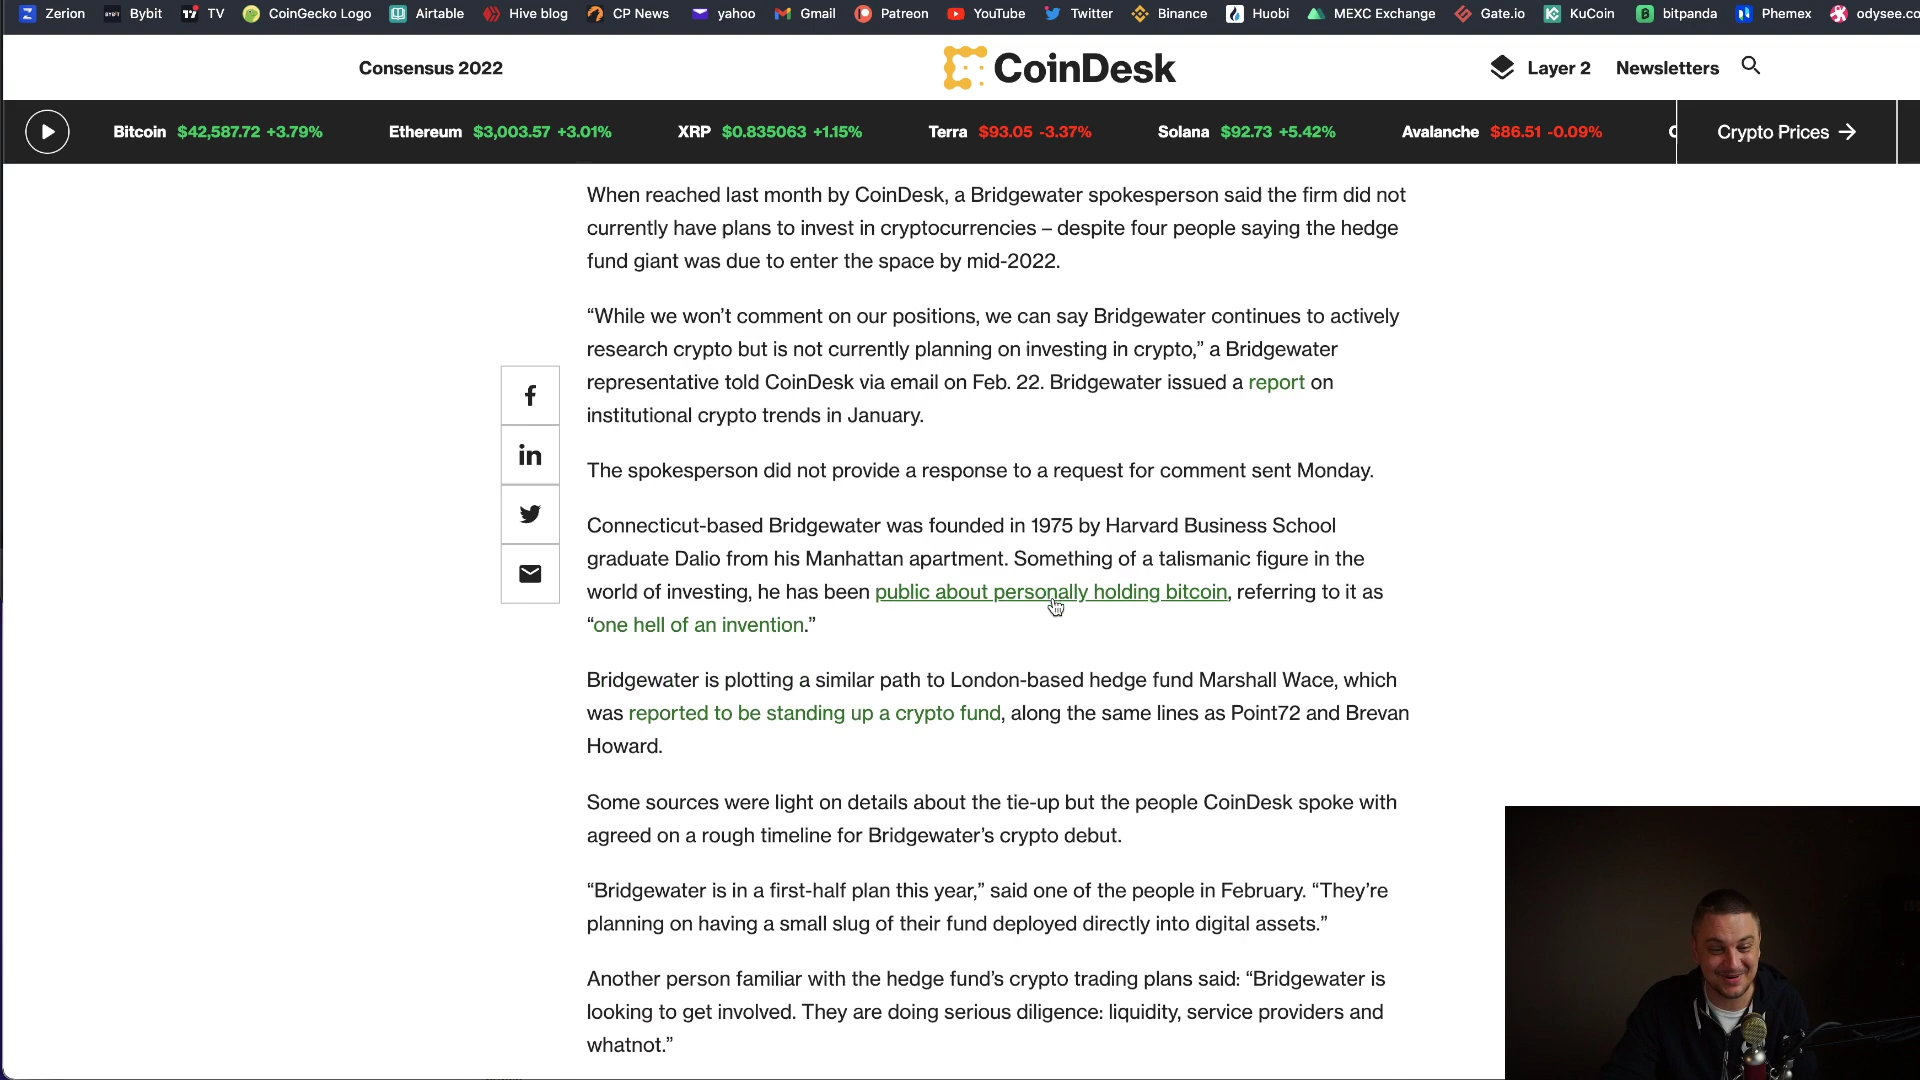 Zerion Bybit TV CoinGecko Logo Airtable Hive blog CP News yahoo Gmail Patreon YouTube Twitter Binance Huobi MEXC Exchange Gate.io KuCoin bitpanda Phemex odysee.co
Consensus 2022 CoinDesk Layer 2 Newsletters
Bitcoin $42,587.72 +3.79% Ethereum $3,003.57 +3.01% XRP $0.835063 +1.15% Terra $93.05 -3.37% Solana $92.73 +5.42% Avalanche $86.51 -0.09% Crypto Prices →
When reached last month by CoinDesk, a Bridgewater spokesperson said the firm did not
currently have plans to invest in cryptocurrencies – despite four people saying the hedge
fund giant was due to enter the space by mid-2022.
“While we won’t comment on our positions, we can say Bridgewater continues to actively
research crypto but is not currently planning on investing in crypto,” a Bridgewater
representative told CoinDesk via email on Feb. 22. Bridgewater issued a report on
institutional crypto trends in January.
The spokesperson did not provide a response to a request for comment sent Monday.
Connecticut-based Bridgewater was founded in 1975 by Harvard Business School
graduate Dalio from his Manhattan apartment. Something of a talismanic figure in the
world of investing, he has been public about personally holding bitcoin, referring to it as
“one hell of an invention.”
Bridgewater is plotting a similar path to London-based hedge fund Marshall Wace, which
was reported to be standing up a crypto fund, along the same lines as Point72 and Brevan
Howard.
Some sources were light on details about the tie-up but the people CoinDesk spoke with
agreed on a rough timeline for Bridgewater’s crypto debut.
“Bridgewater is in a first-half plan this year,” said one of the people in February. “They’re
planning on having a small slug of their fund deployed directly into digital assets.”
Another person familiar with the hedge fund’s crypto trading plans said: “Bridgewater is
looking to get involved. They are doing serious diligence: liquidity, service providers and
whatnot.”